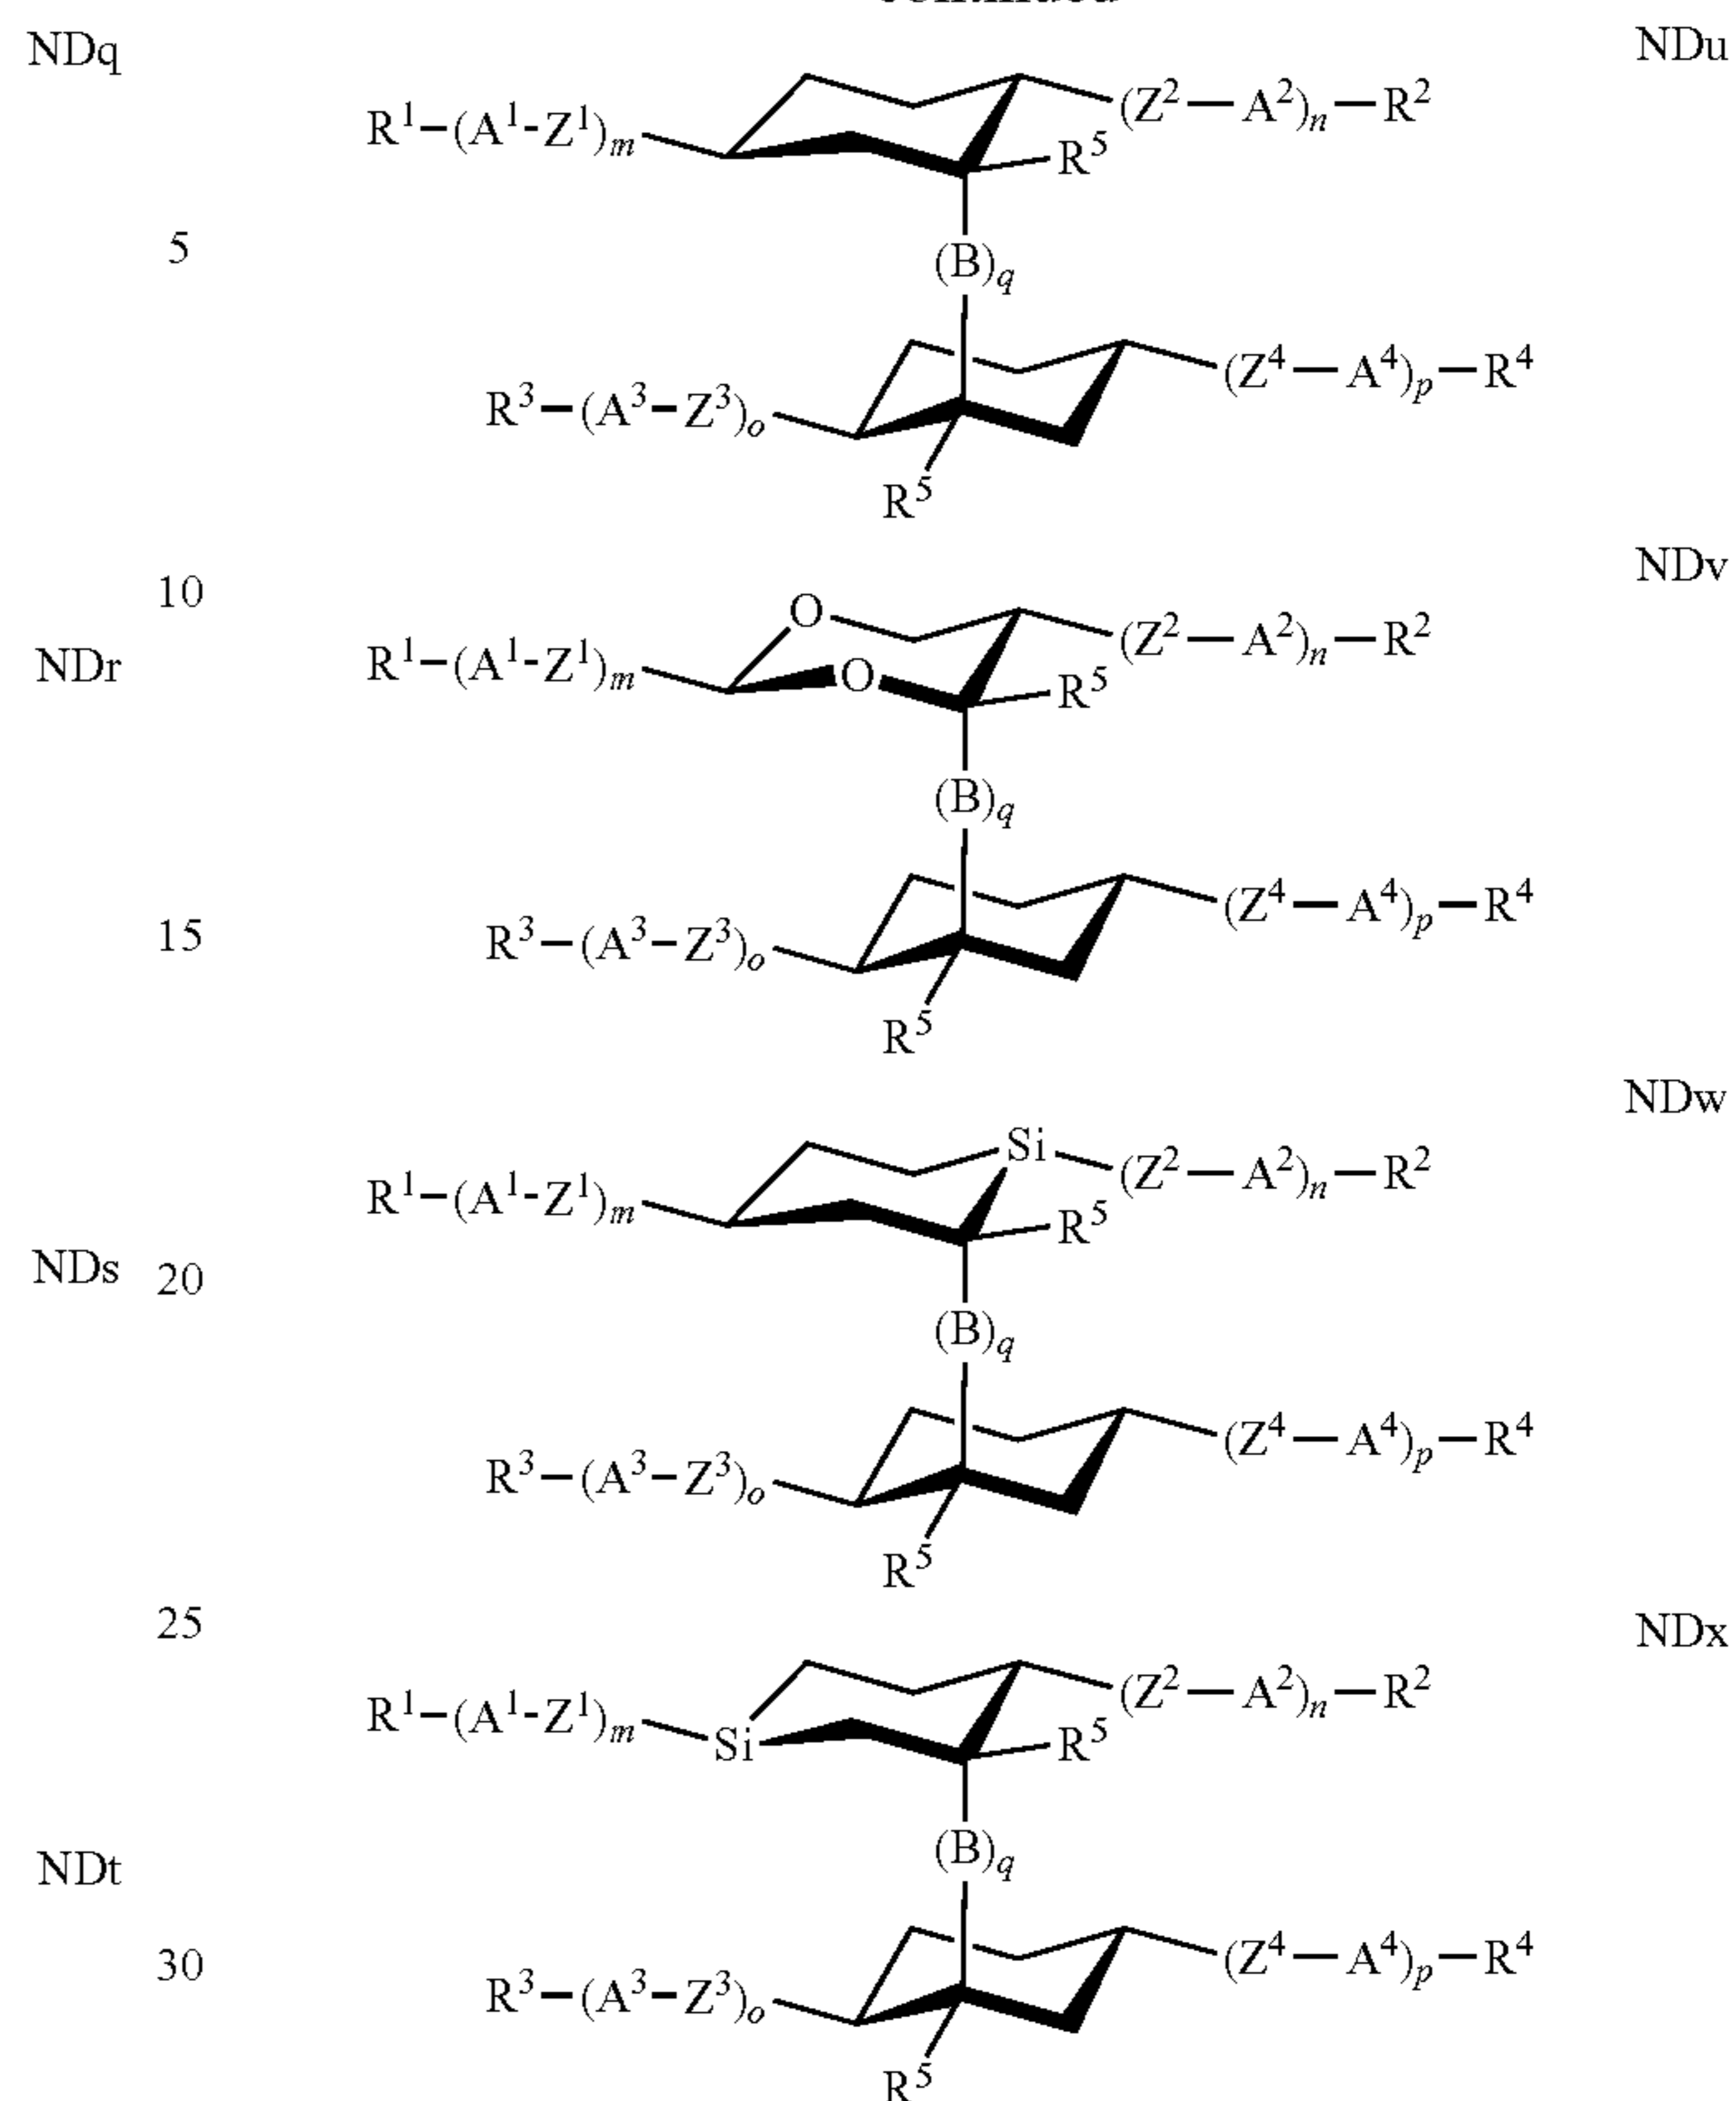 NDq
NDu
R¹–(A¹-Z¹)ₘ
(Z²—A²)ₙ—R²
R⁵
5
(B)q
R³–(A³–Z³)ₒ
(Z⁴—A⁴)ₚ—R⁴
R⁵
NDv
10
O
NDr
R¹–(A¹-Z¹)ₘ
O
(Z²—A²)ₙ—R²
R⁵
(B)q
15
R³–(A³–Z³)ₒ
(Z⁴—A⁴)ₚ—R⁴
R⁵
NDw
Si
R¹–(A¹-Z¹)ₘ
(Z²—A²)ₙ—R²
R⁵
NDs
20
(B)q
R³–(A³–Z³)ₒ
(Z⁴—A⁴)ₚ—R⁴
R⁵
25
NDx
R¹–(A¹-Z¹)ₘ
Si
(Z²—A²)ₙ—R²
R⁵
(B)q
NDt
30
R³–(A³–Z³)ₒ
(Z⁴—A⁴)ₚ—R⁴
R⁵